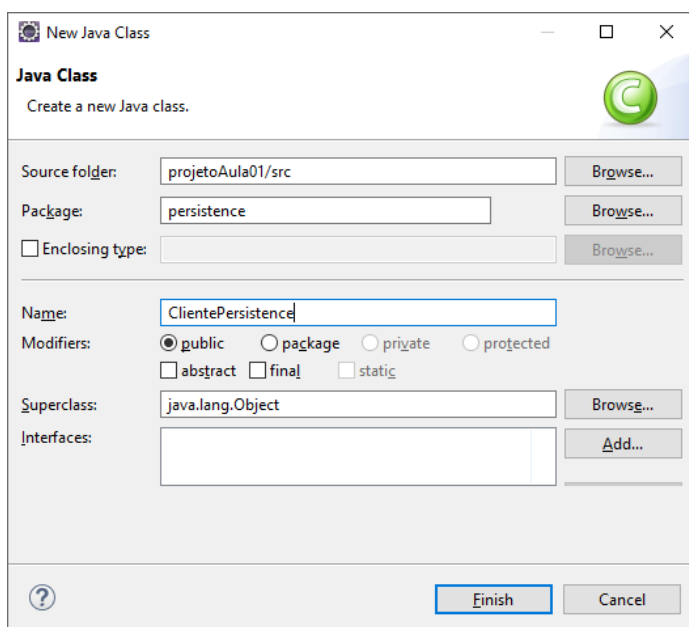 New Java Class
Java Class
Create a new Java class.
C
Source folder: projetoAula01/src Browse...
Package: persistence Browse...
Enclosing type: Browse...
Name: ClientePersistence
Modifiers: public package private protected
abstract final static
Superclass: java.lang.Object Browse...
Interfaces: Add...
? Finish Cancel